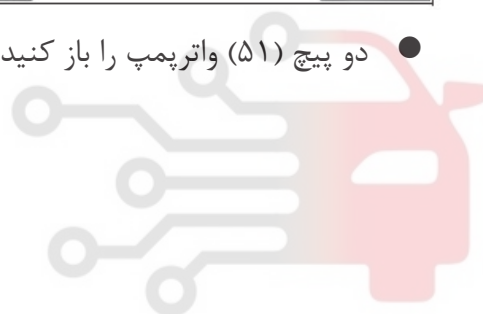 ● دو پیچ (۵۱) واترپمپ را باز کنید